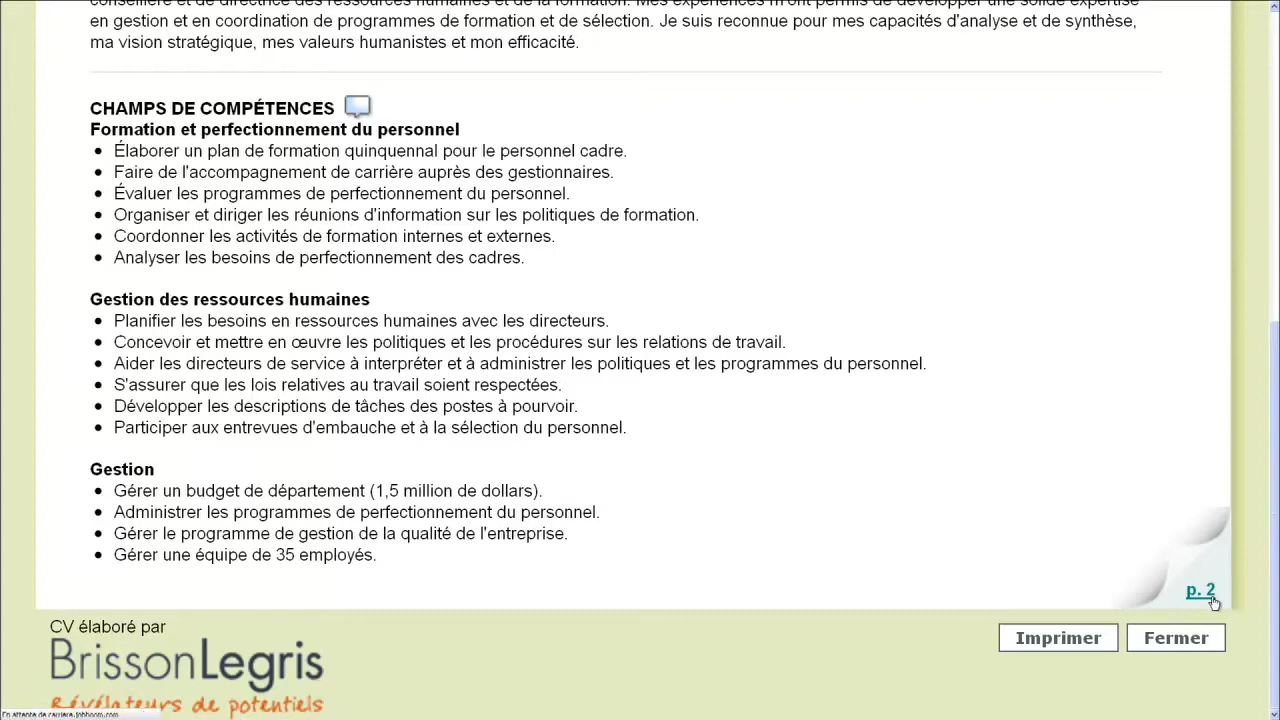 conseillère et de directrice des ressources humaines et de la formation. Mes expériences m'ont permis de développer une solide expertise
en gestion et en coordination de programmes de formation et de sélection. Je suis reconnue pour mes capacités d'analyse et de synthèse,
ma vision stratégique, mes valeurs humanistes et mon efficacité.
CHAMPS DE COMPÉTENCES
Formation et perfectionnement du personnel
• Élaborer un plan de formation quinquennal pour le personnel cadre.
• Faire de l'accompagnement de carrière auprès des gestionnaires.
• Évaluer les programmes de perfectionnement du personnel.
• Organiser et diriger les réunions d'information sur les politiques de formation.
• Coordonner les activités de formation internes et externes.
• Analyser les besoins de perfectionnement des cadres.
Gestion des ressources humaines
• Planifier les besoins en ressources humaines avec les directeurs.
• Concevoir et mettre en œuvre les politiques et les procédures sur les relations de travail.
• Aider les directeurs de service à interpréter et à administrer les politiques et les programmes du personnel.
• S'assurer que les lois relatives au travail soient respectées.
• Développer les descriptions de tâches des postes à pourvoir.
• Participer aux entrevues d'embauche et à la sélection du personnel.
Gestion
• Gérer un budget de département (1,5 million de dollars).
• Administrer les programmes de perfectionnement du personnel.
• Gérer le programme de gestion de la qualité de l'entreprise.
• Gérer une équipe de 35 employés.
p. 2
CV élaboré par
Imprimer Fermer
BrissonLegris
Révélateurs de potentiels
En attente de carriere.jobboom.com